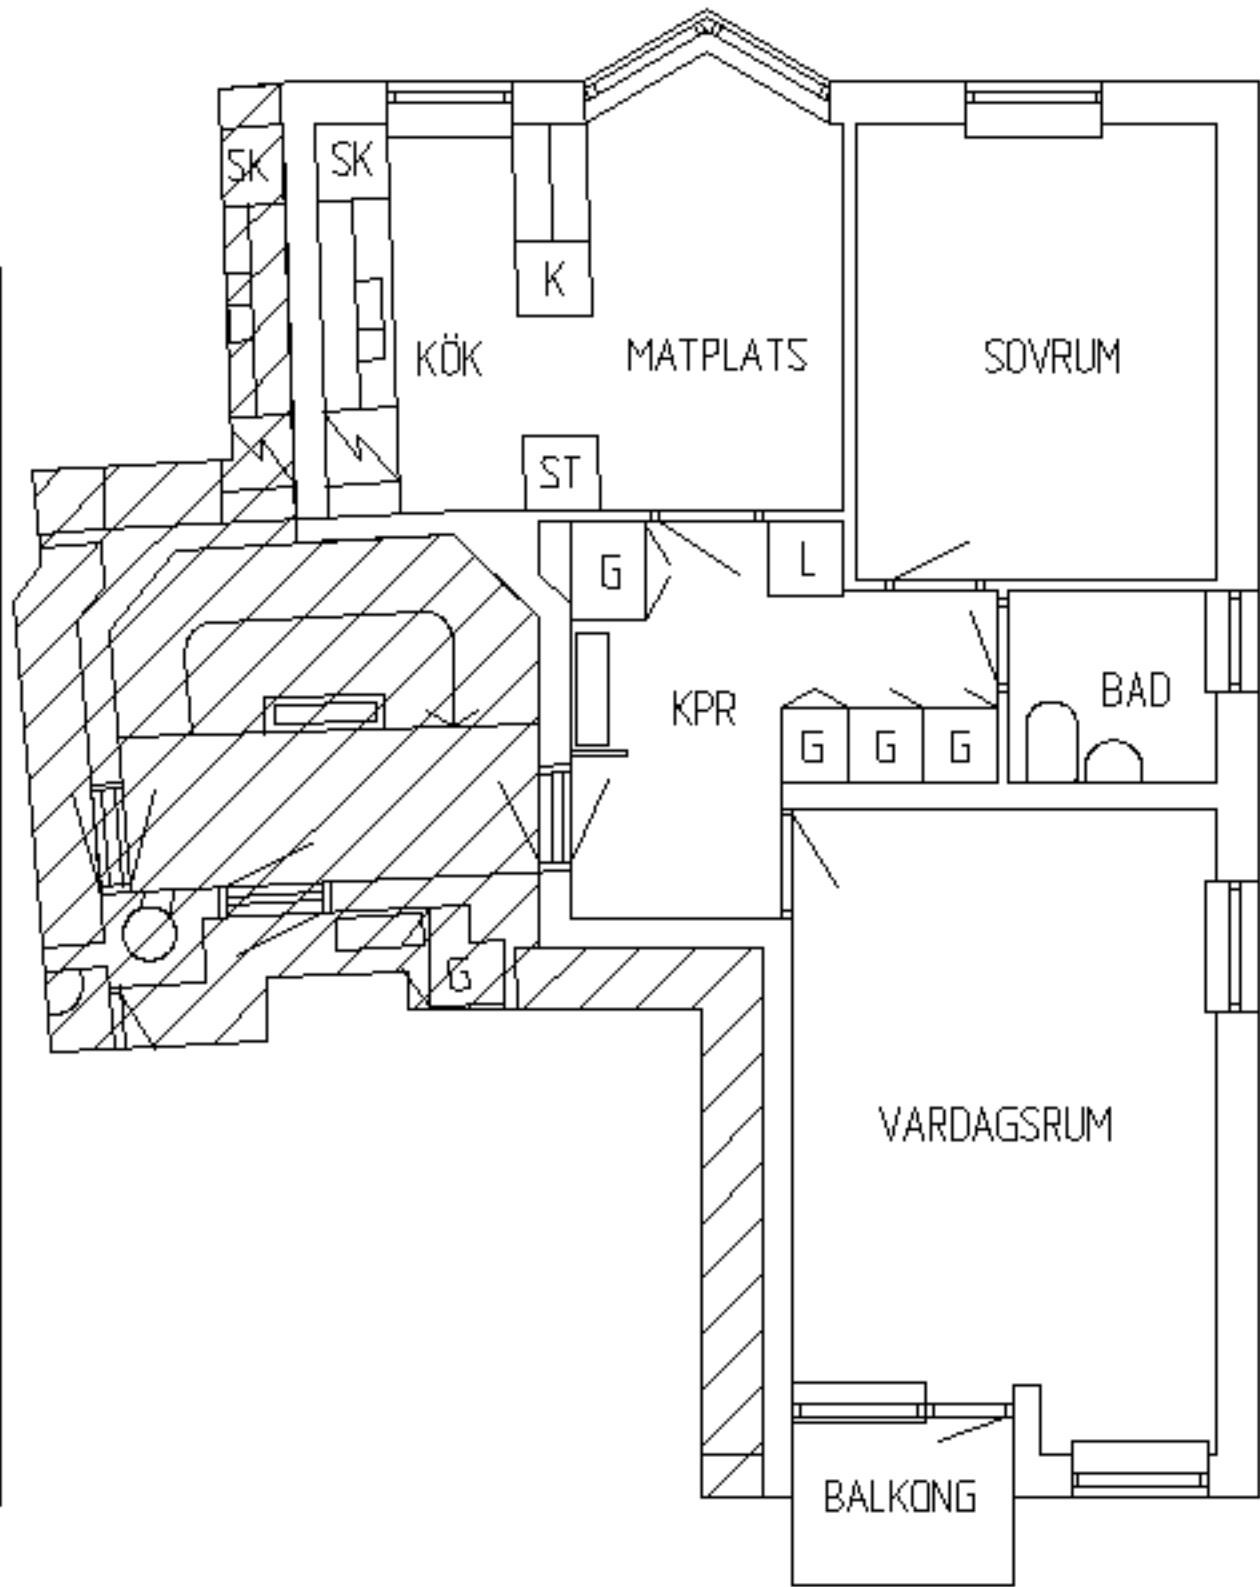 SK
SK
K
KÖK
MATPLATS
SOVRUM
ST
G
L
KPR
BAD
G
G
G
G
VARDAGSRUM
BALKONG